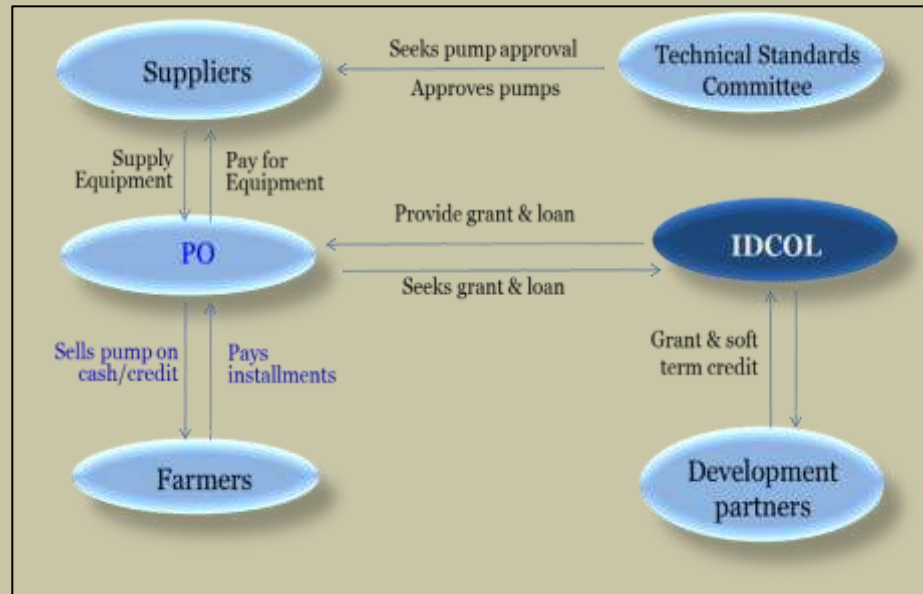 Suppliers
Seeks pump approval
Approves pumps
Technical Standards
Committee
Supply
Equipment
Pay for
Equipment
PO
Provide grant & loan
Seeks grant & loan
IDCOL
Sells pump on
cash/credit
Pays
installments
Grant & soft
term credit
Farmers
Development
partners